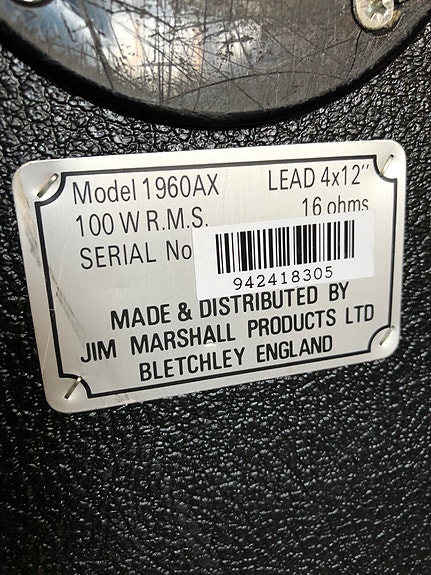 Model 1960AX LEAD 4x12"
100 W R.M.S. 16 ohms
SERIAL No
942418305
MADE & DISTRIBUTED BY
JIM MARSHALL PRODUCTS LTD
BLETCHLEY ENGLAND